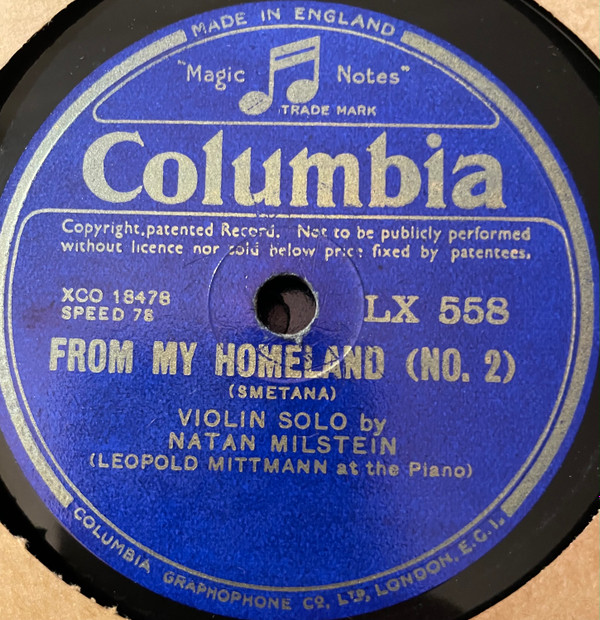 MADE IN ENGLAND
"Magic Notes"
TRADE MARK
Columbia
Copyright, patented Record. Not to be publicly performed
without licence nor sold below price fixed by patentees.
XCO 18478
SPEED 78
LX 558
FROM MY HOMELAND (NO. 2)
(SMETANA)
VIOLIN SOLO by
NATAN MILSTEIN
(LEOPOLD MITTMANN at the Piano)
COLUMBIA GRAPHOPHONE CO. LTD, LONDON, E.C.1.